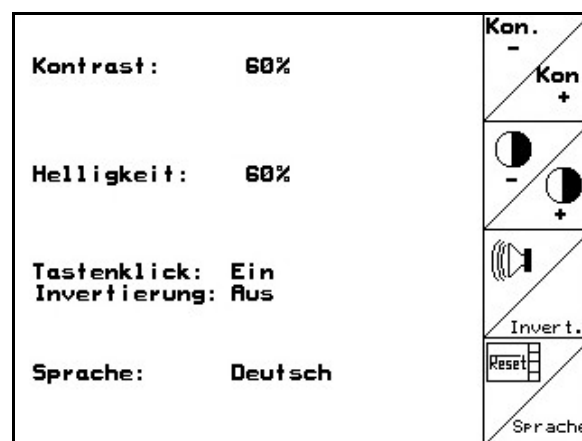 Kon.
-
Kon
+
Kontrast: 60%
Helligkeit: 60%
-
+
Tastenklick: Ein
Invertierung: Aus
Invert.
Sprache: Deutsch
Reset
Sprache